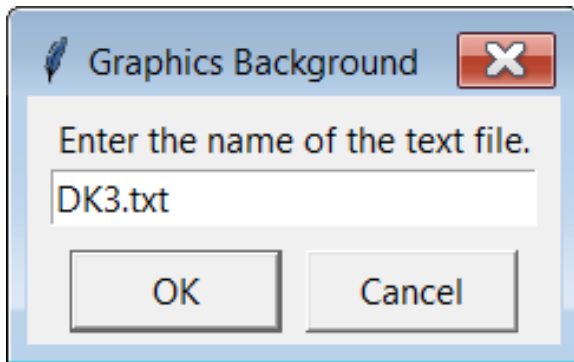 Graphics Background
Enter the name of the text file.
DK3.txt
OK Cancel